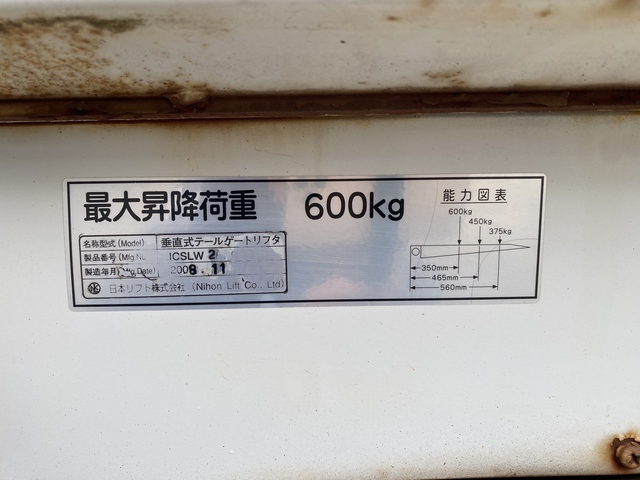 最大昇降荷重 600kg
名称型式(Model) 垂直式テールゲートリフタ
製品番号(Mfg No. ICSLW 2
製造年月(Mfg Date) 2008.11
日本リフト株式会社 (Nihon Lift Co., Ltd.)
能力図表
600kg
450kg
375kg
350mm
465mm
560mm